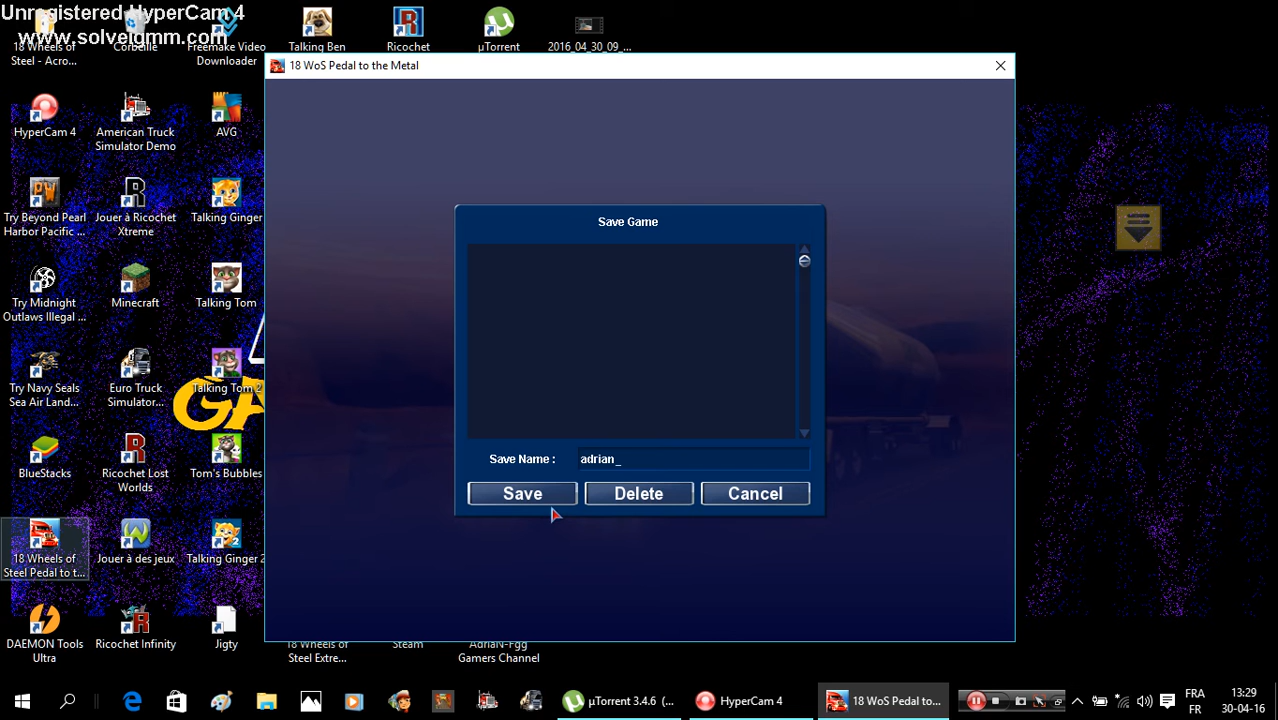 Unregistered HyperCam 4
www.solveigmm.com
18 Wheels of
Steel - Acro...
Corbeille
Freemake Video
Downloader
Talking Ben
Ricochet
µTorrent
2016_04_30_09_...
18 WoS Pedal to the Metal
HyperCam 4
American Truck
Simulator Demo
AVG
Try Beyond Pearl
Harbor Pacific ...
Jouer à Ricochet
Xtreme
Talking Ginger
Try Midnight
Outlaws Illegal ...
Minecraft
Talking Tom
Try Navy Seals
Sea Air Land...
Euro Truck
Simulator...
Talking Tom 2
BlueStacks
Ricochet Lost
Worlds
Tom's Bubbles
18 Wheels of
Steel Pedal to t...
Jouer à des jeux
Talking Ginger 2
DAEMON Tools
Ultra
Ricochet Infinity
Jigty
18 Wheels of
Steel Extre...
Steam
AdriaN-Fgg
Gamers Channel
Save Game
Save Name :
adrian_
Save
Delete
Cancel
µTorrent 3.4.6 (...
HyperCam 4
18 WoS Pedal to...
FRA
FR
13:29
30-04-16